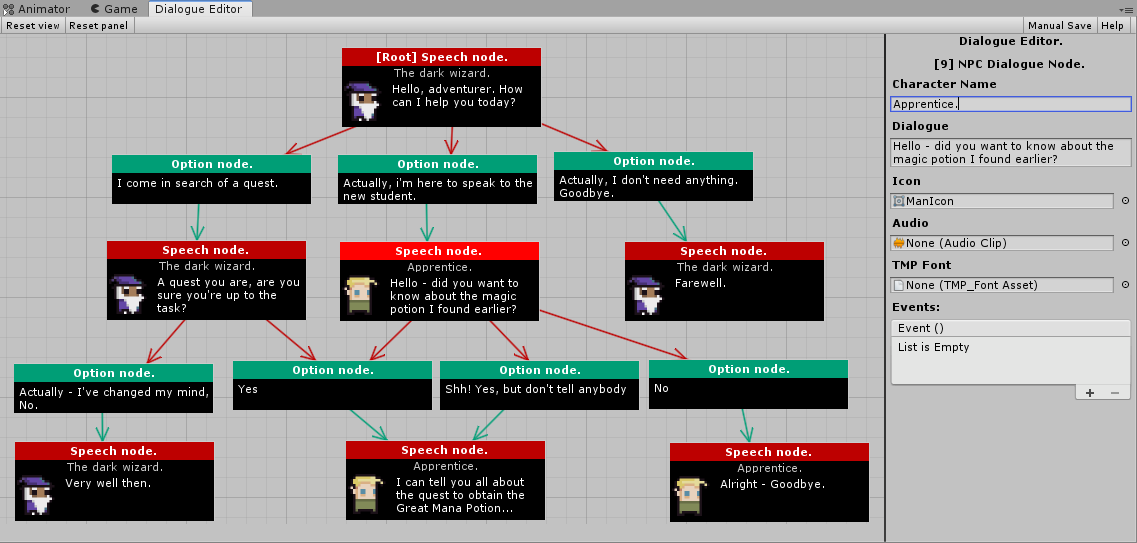 Animator
Game
Dialogue Editor
Reset view
Reset panel
Manual Save
Help
[Root] Speech node.
The dark wizard.
Hello, adventurer. How
can I help you today?
Option node.
I come in search of a quest.
Option node.
Actually, i'm here to speak to the
new student.
Option node.
Actually, I don't need anything.
Goodbye.
Speech node.
The dark wizard.
A quest you are, are you
sure you're up to the
task?
Speech node.
Apprentice.
Hello - did you want to
know about the magic
potion I found earlier?
Speech node.
The dark wizard.
Farewell.
Option node.
Actually - I've changed my mind,
No.
Option node.
Yes
Option node.
Shh! Yes, but don't tell anybody
Option node.
No
Speech node.
The dark wizard.
Very well then.
Speech node.
Apprentice.
I can tell you all about
the quest to obtain the
Great Mana Potion...
Speech node.
Apprentice.
Alright - Goodbye.
Dialogue Editor.
[9] NPC Dialogue Node.
Character Name
Apprentice.
Dialogue
Hello - did you want to know about the
magic potion I found earlier?
Icon
ManIcon
Audio
None (Audio Clip)
TMP Font
None (TMP_Font Asset)
Events:
Event ()
List is Empty